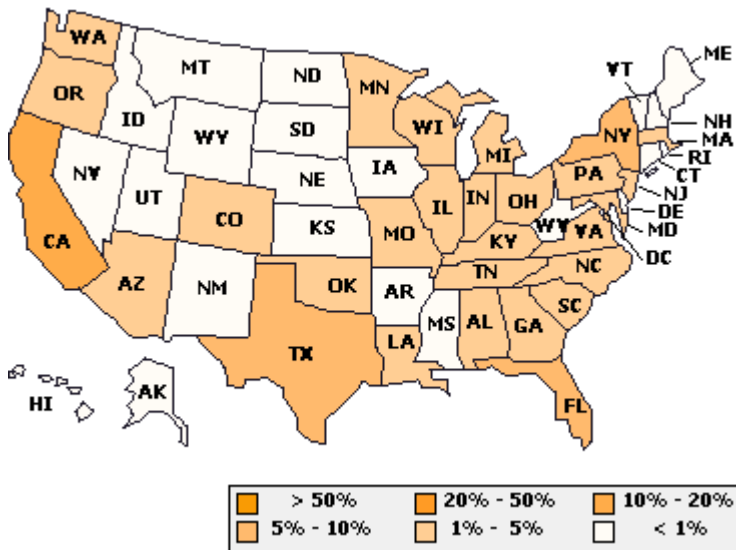 WA
ME
VT
MT
ND
MN
OR
ID
SD
WI
NY
NH
MA
WY
MI
RI
IA
PA
CT
NE
NV
UT
IL
IN
OH
NJ
CO
KS
MO
WV
VA
DE
MD
CA
KY
DC
NC
AZ
NM
OK
TN
AR
SC
MS
AL
GA
LA
TX
AK
HI
FL
> 50% 20% - 50% 10% - 20%
5% - 10% 1% - 5% < 1%